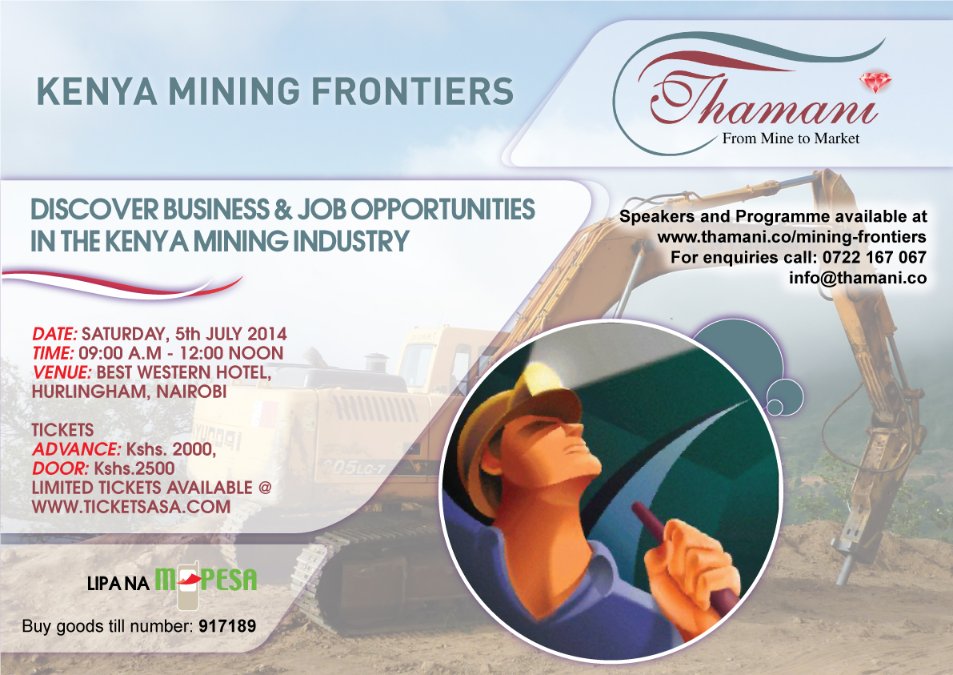 KENYA MINING FRONTIERS
Thamani
From Mine to Market
DISCOVER BUSINESS & JOB OPPORTUNITIES
IN THE KENYA MINING INDUSTRY
Speakers and Programme available at
www.thamani.co/mining-frontiers
For enquiries call: 0722 167 067
info@thamani.co
DATE: SATURDAY, 5th JULY 2014
TIME: 09:00 A.M - 12:00 NOON
VENUE: BEST WESTERN HOTEL,
HURLINGHAM, NAIROBI
TICKETS
ADVANCE: Kshs. 2000,
DOOR: Kshs.2500
LIMITED TICKETS AVAILABLE @
WWW.TICKETSASA.COM
LIPA NA M-PESA
Buy goods till number: 917189